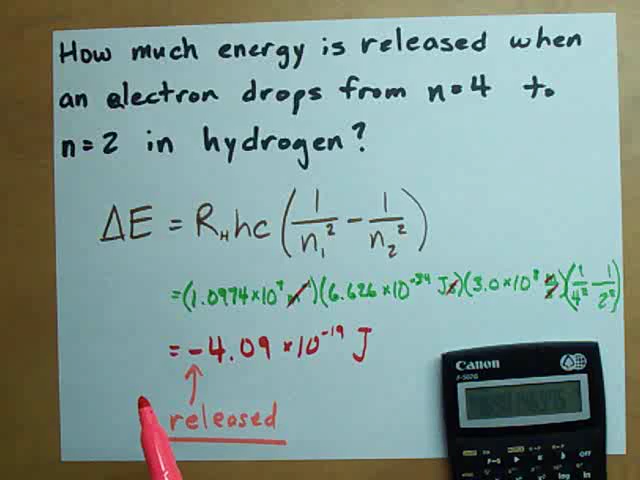 How much energy is released when
an electron drops from n=4 to
n=2 in hydrogen?
ΔE = R_H hc (1/n₁² - 1/n₂²)
= (1.0974×10⁷ m⁻¹)(6.626×10⁻³⁴ Js)(3.0×10⁸ m/s)(1/4² - 1/2²)
= -4.09 × 10⁻¹⁹ J
released
Canon